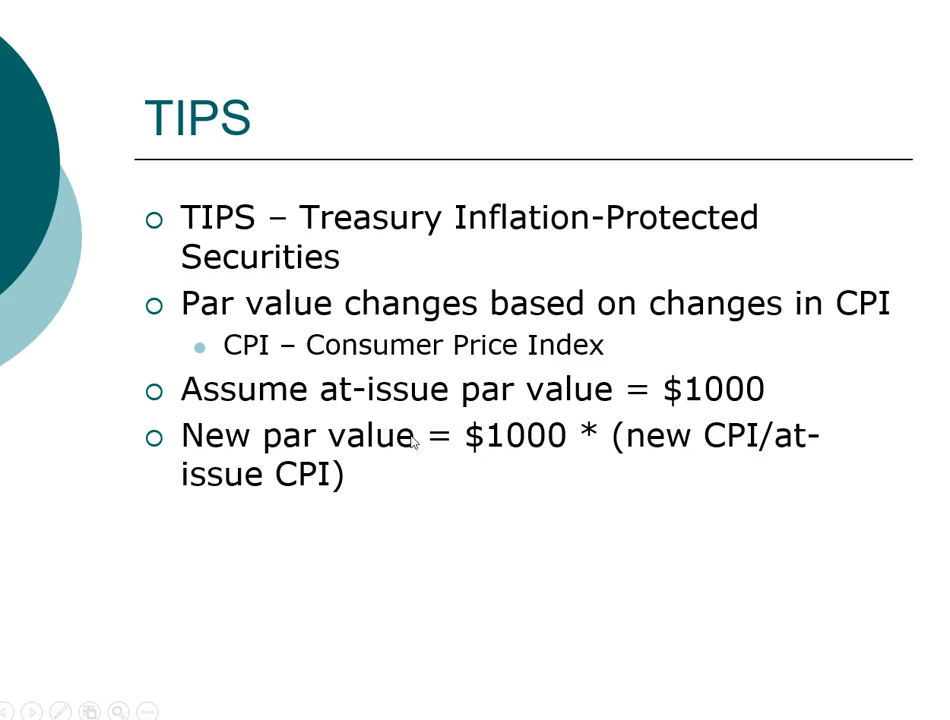 TIPS
TIPS – Treasury Inflation-Protected
Securities
Par value changes based on changes in CPI
CPI – Consumer Price Index
Assume at-issue par value = $1000
New par value = $1000 * (new CPI/at-
issue CPI)